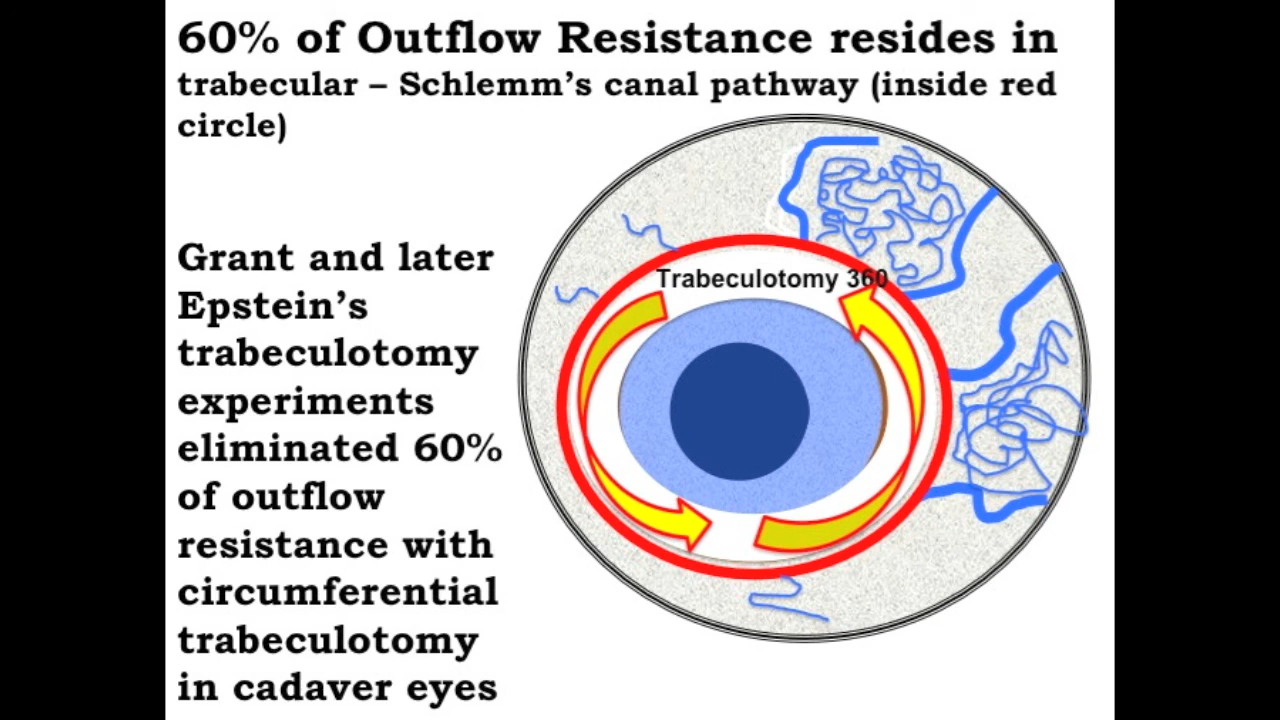 60% of Outflow Resistance resides in
trabecular – Schlemm’s canal pathway (inside red
circle)
Grant and later
Epstein’s
trabeculotomy
experiments
eliminated 60%
of outflow
resistance with
circumferential
trabeculotomy
in cadaver eyes
Trabeculotomy 360